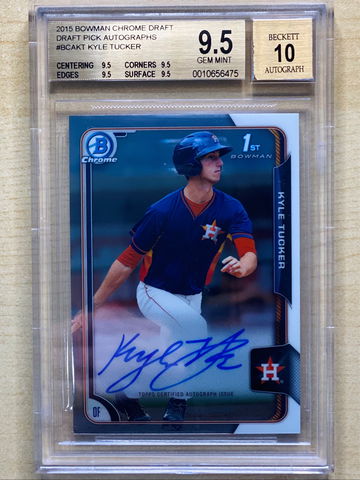 2015 BOWMAN CHROME DRAFT
DRAFT PICK AUTOGRAPHS
#BCAKT KYLE TUCKER
CENTERING 9.5 CORNERS 9.5
EDGES 9.5 SURFACE 9.5
9.5
GEM MINT
0010656475
BECKETT
10
AUTOGRAPH
B
Chrome
1ST
BOWMAN
KYLE TUCKER
Kyle Tucker
H
TOPPS CERTIFIED AUTOGRAPH ISSUE
OF